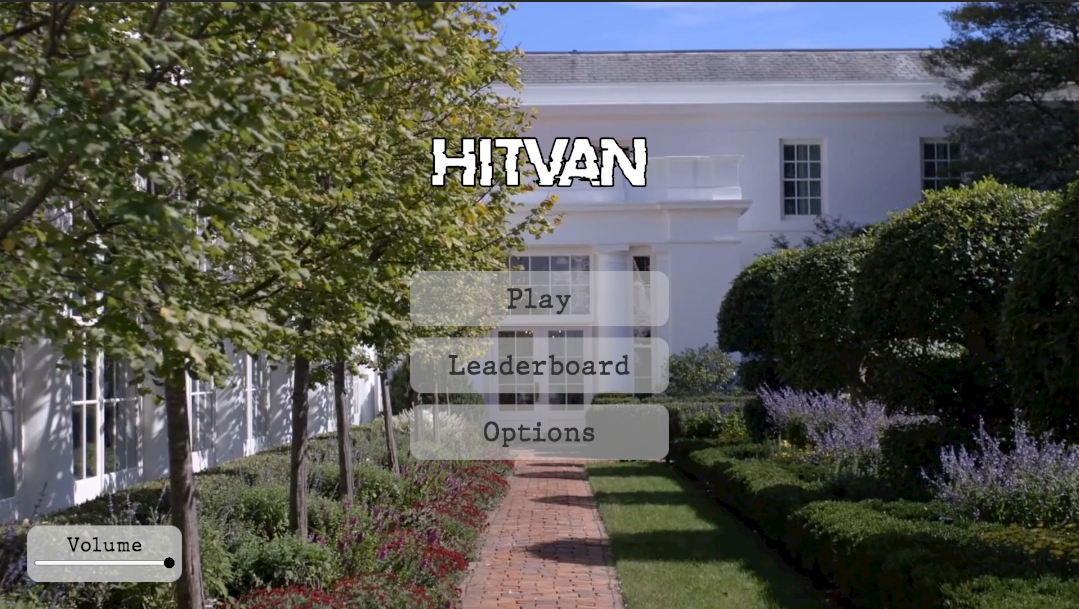 HITVAN
Play
Leaderboard
Options
Volume